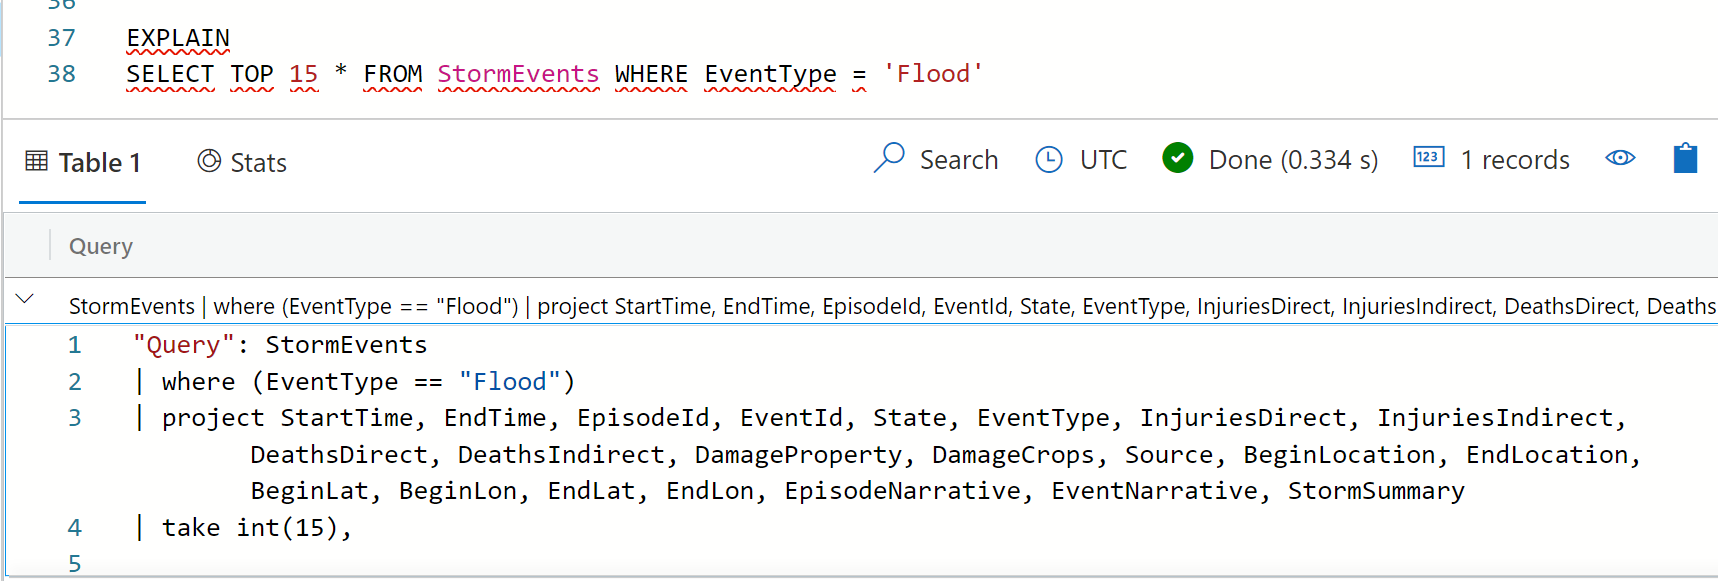 36
37 EXPLAIN
38 SELECT TOP 15 * FROM StormEvents WHERE EventType = 'Flood'
Table 1 Stats Search UTC Done (0.334 s) 123 1 records
Query
StormEvents | where (EventType == "Flood") | project StartTime, EndTime, EpisodeId, EventId, State, EventType, InjuriesDirect, InjuriesIndirect, DeathsDirect, Deaths
1 "Query": StormEvents
2 | where (EventType == "Flood")
3 | project StartTime, EndTime, EpisodeId, EventId, State, EventType, InjuriesDirect, InjuriesIndirect,
DeathsDirect, DeathsIndirect, DamageProperty, DamageCrops, Source, BeginLocation, EndLocation,
BeginLat, BeginLon, EndLat, EndLon, EpisodeNarrative, EventNarrative, StormSummary
4 | take int(15),
5